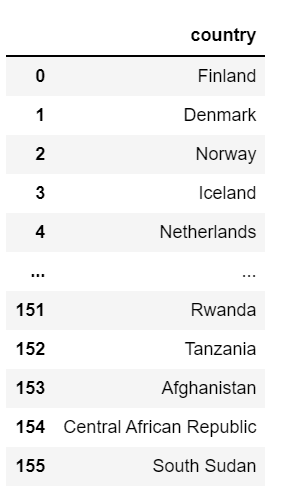 country
0 Finland
1 Denmark
2 Norway
3 Iceland
4 Netherlands
... ...
151 Rwanda
152 Tanzania
153 Afghanistan
154 Central African Republic
155 South Sudan